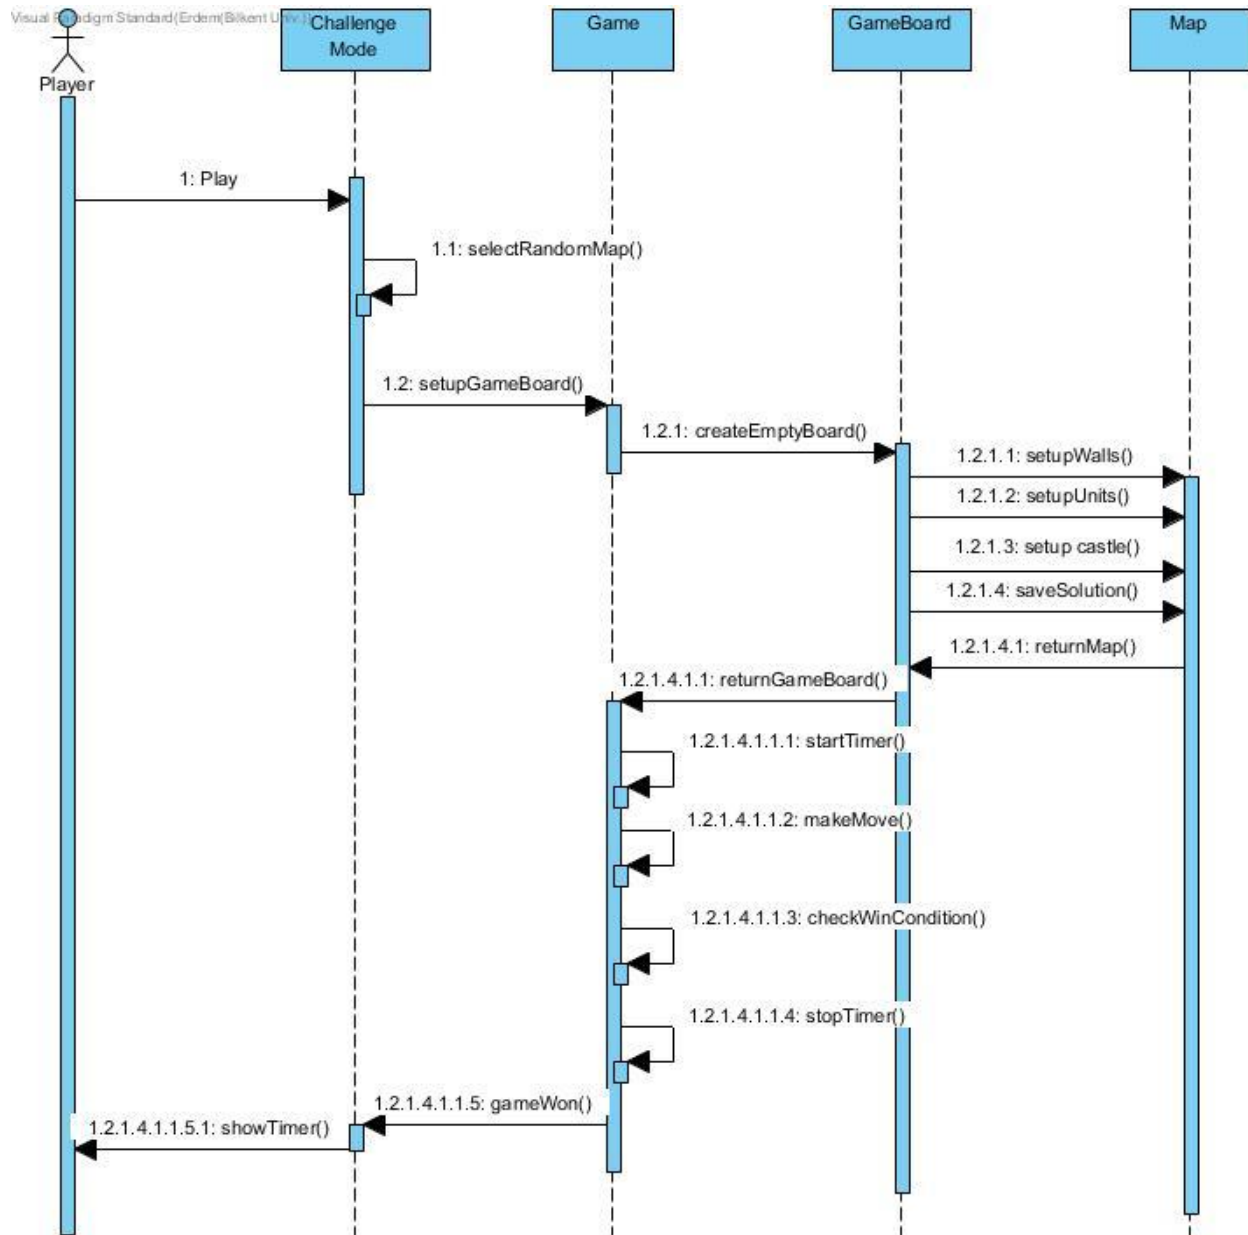 Visual Paradigm Standard(Erdem(Bilkent Univ.))
Player
Challenge
Mode
Game
GameBoard
Map
1: Play
1.1: selectRandomMap()
1.2: setupGameBoard()
1.2.1: createEmptyBoard()
1.2.1.1: setupWalls()
1.2.1.2: setupUnits()
1.2.1.3: setup castle()
1.2.1.4: saveSolution()
1.2.1.4.1: returnMap()
1.2.1.4.1.1: returnGameBoard()
1.2.1.4.1.1.1: startTimer()
1.2.1.4.1.1.2: makeMove()
1.2.1.4.1.1.3: checkWinCondition()
1.2.1.4.1.1.4: stopTimer()
1.2.1.4.1.1.5: gameWon()
1.2.1.4.1.1.5.1: showTimer()